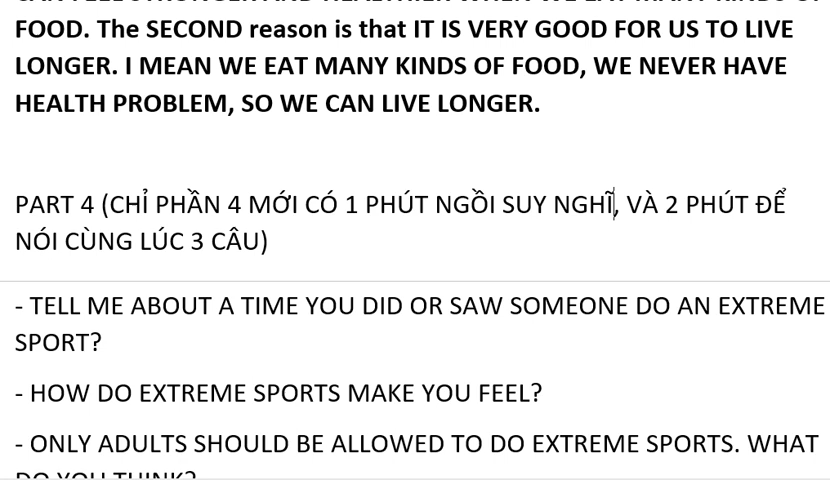 FOOD. The SECOND reason is that IT IS VERY GOOD FOR US TO LIVE
LONGER. I MEAN WE EAT MANY KINDS OF FOOD, WE NEVER HAVE
HEALTH PROBLEM, SO WE CAN LIVE LONGER.
PART 4 (CHỈ PHẦN 4 MỚI CÓ 1 PHÚT NGỒI SUY NGHĨ, VÀ 2 PHÚT ĐỂ
NÓI CÙNG LÚC 3 CÂU)
- TELL ME ABOUT A TIME YOU DID OR SAW SOMEONE DO AN EXTREME
SPORT?
- HOW DO EXTREME SPORTS MAKE YOU FEEL?
- ONLY ADULTS SHOULD BE ALLOWED TO DO EXTREME SPORTS. WHAT
DO YOU THINK?